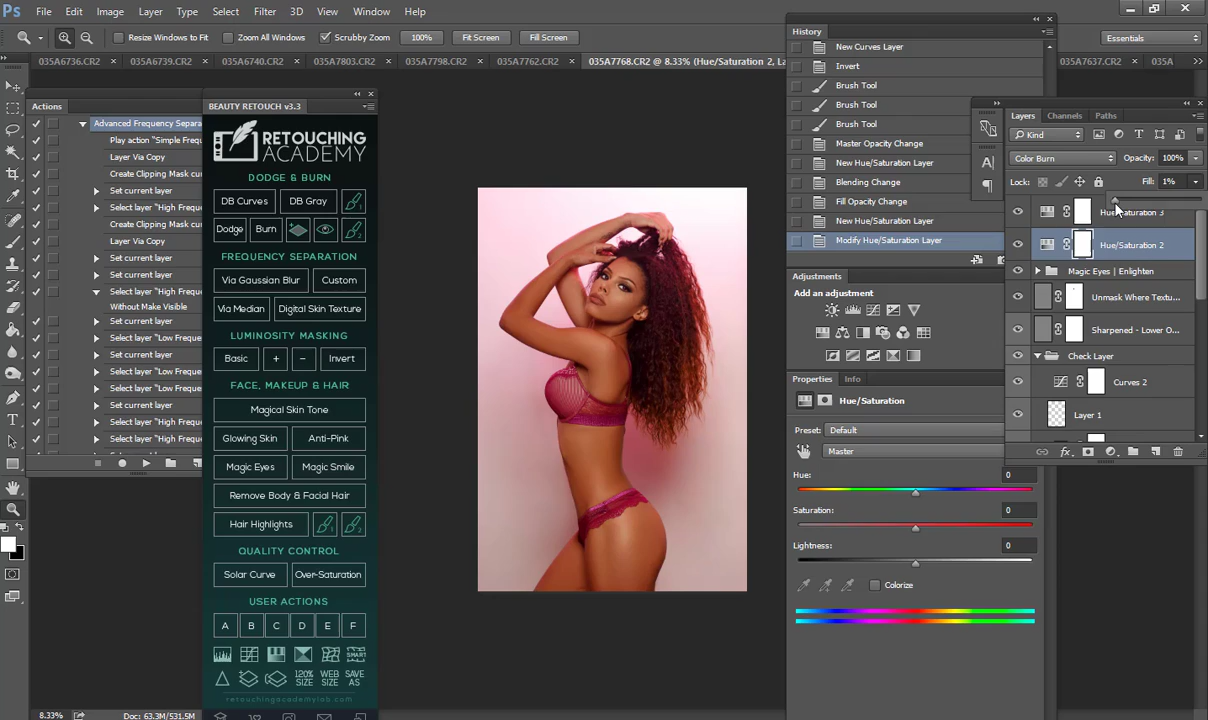 Ps File Edit Image Layer Type Select Filter 3D View Window Help
Resize Windows to Fit Zoom All Windows Scrubby Zoom 100% Fit Screen Fill Screen Essentials
035A6736.CR2 × 035A6739.CR2 × 035A6740.CR2 × 035A7803.CR2 × 035A7798.CR2 × 035A7762.CR2 × 035A7768.CR2 @ 8.33% (Hue/Saturation 2, La 035A7637.CR2 × 035A
Actions
Advanced Frequency Separa
Play action "Simple Frequ
Layer Via Copy
Create Clipping Mask cur
Set current layer
Select layer "High Frequ
Create Clipping Mask cur
Layer Via Copy
Set current layer
Set current layer
Select layer "High Frequ
Without Make Visible
Set current layer
Select layer "Low Freque
Set current layer
Select layer "Low Freque
Select layer "High Frequ
Set current layer
Select layer "Low Freque
Select layer "High Frequ
BEAUTY RETOUCH v3.3
RETOUCHING
ACADEMY
DODGE & BURN
DB Curves DB Gray 1
Dodge Burn 2
FREQUENCY SEPARATION
Via Gaussian Blur Custom
Via Median Digital Skin Texture
LUMINOSITY MASKING
Basic + − Invert
FACE, MAKEUP & HAIR
Magical Skin Tone
Glowing Skin Anti-Pink
Magic Eyes Magic Smile
Remove Body & Facial Hair
Hair Highlights 1 2
QUALITY CONTROL
Solar Curve Over-Saturation
USER ACTIONS
A B C D E F
SMART
120% SIZE WEB SIZE SAVE AS
retouchingacademylab.com
History
New Curves Layer
Invert
Brush Tool
Brush Tool
Brush Tool
Master Opacity Change
New Hue/Saturation Layer
Blending Change
Fill Opacity Change
New Hue/Saturation Layer
Modify Hue/Saturation Layer
Adjustments
Add an adjustment
Properties Info
Hue/Saturation
Preset: Default
Master
Hue: 0
Saturation: 0
Lightness: 0
Colorize
Layers Channels Paths
Kind
Color Burn Opacity: 100%
Lock: Fill: 1%
Hue/Saturation 3
Hue/Saturation 2
Magic Eyes | Enlighten
Unmask Where Textu...
Sharpened - Lower O...
Check Layer
Curves 2
Layer 1
fx
8.33% Doc: 63.3M/531.5M